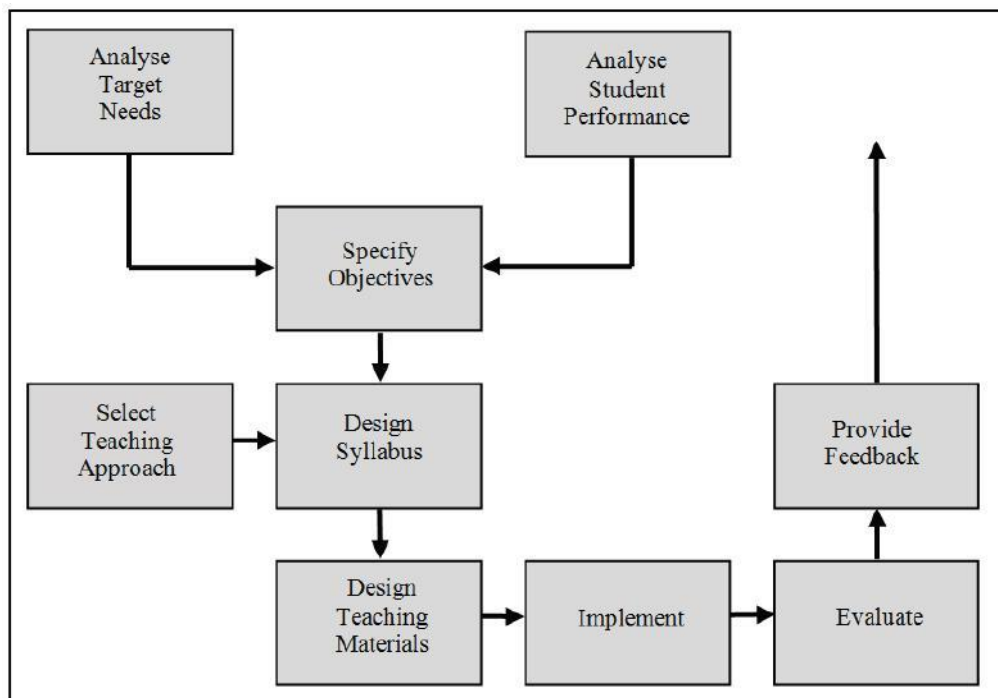 Analyse
Target
Needs
Analyse
Student
Performance
Specify
Objectives
Select
Teaching
Approach
Design
Syllabus
Provide
Feedback
Design
Teaching
Materials
Implement
Evaluate